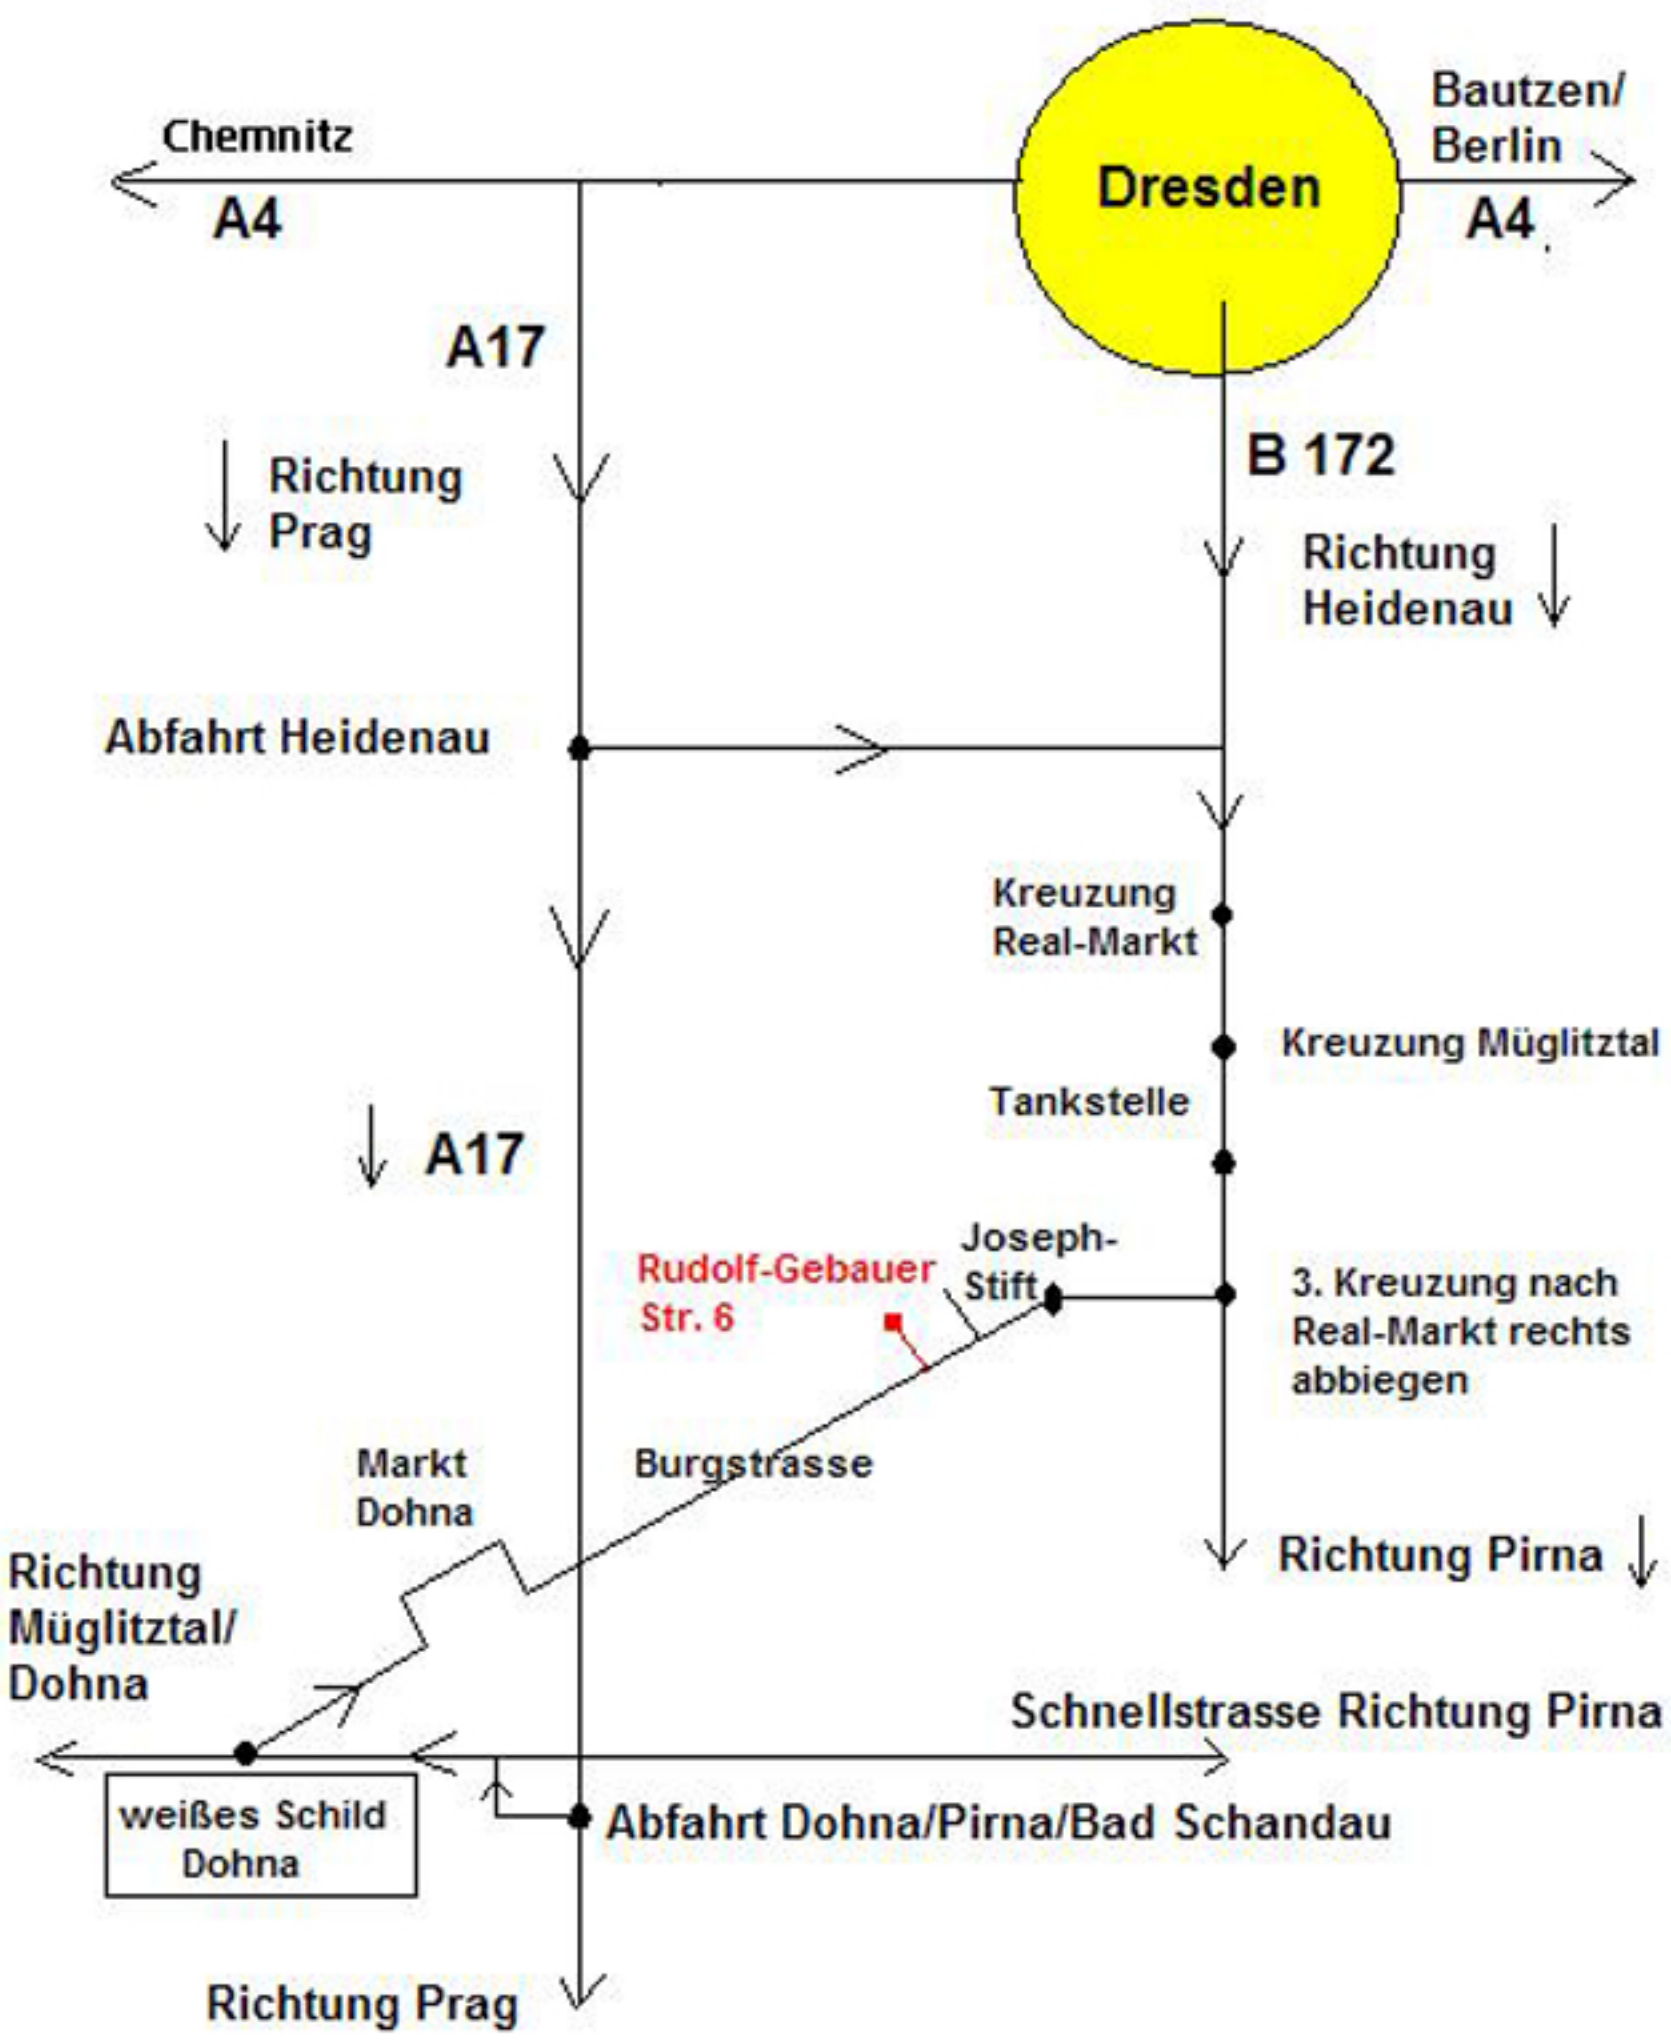 Chemnitz
A4
Dresden
Bautzen/
Berlin
A4
A17
Richtung
Prag
B 172
Richtung
Heidenau
Abfahrt Heidenau
Kreuzung
Real-Markt
Kreuzung Müglitztal
Tankstelle
A17
Joseph-
Stift
Rudolf-Gebauer
Str. 6
3. Kreuzung nach
Real-Markt rechts
abbiegen
Burgstrasse
Markt
Dohna
Richtung Pirna
Richtung
Müglitztal/
Dohna
Schnellstrasse Richtung Pirna
weißes Schild
Dohna
Abfahrt Dohna/Pirna/Bad Schandau
Richtung Prag